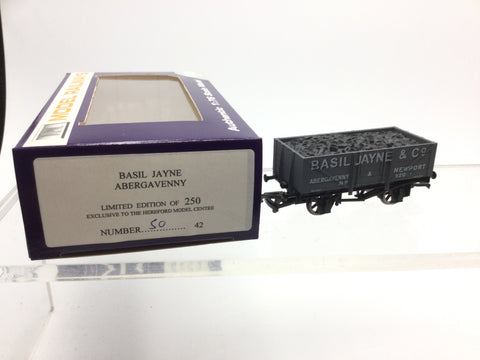 MODEL RAILWAYS
BASIL JAYNE
ABERGAVENNY
LIMITED EDITION OF 250
EXCLUSIVE TO THE HEREFORD MODEL CENTRE
NUMBER 50 42
BASIL JAYNE & Co.
ABERGAVENNY & NEWPORT